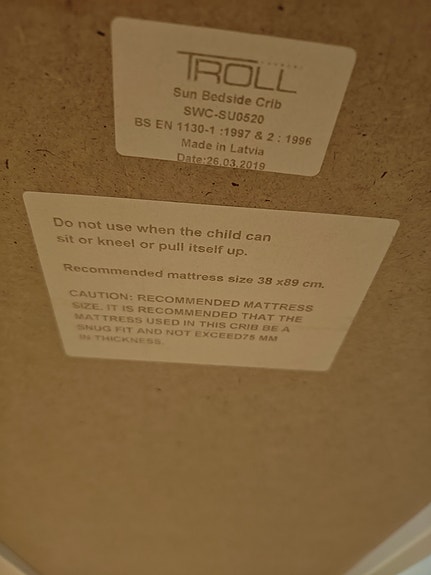 TROLL
Sun Bedside Crib
SWC-SU0520
BS EN 1130-1 :1997 & 2 : 1996
Made in Latvia
Date:26.03.2019
Do not use when the child can
sit or kneel or pull itself up.
Recommended mattress size 38 x89 cm.
CAUTION: RECOMMENDED MATTRESS
SIZE, IT IS RECOMMENDED THAT THE
MATTRESS USED IN THIS CRIB BE A
SNUG FIT AND NOT EXCEED75 MM
IN THICKNESS.